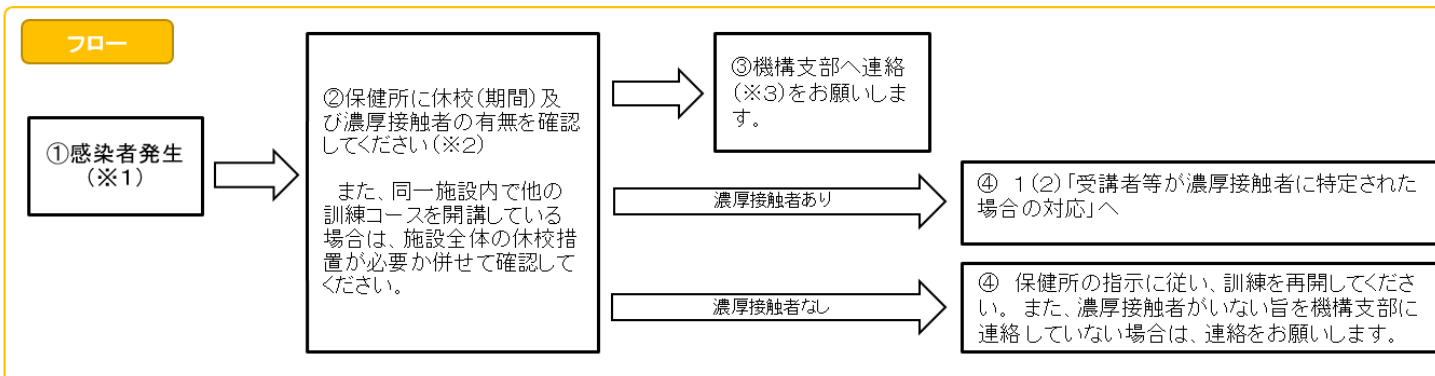 フロー
①感染者発生
(※1)
②保健所に休校(期間)及
び濃厚接触者の有無を確認
してください(※2)
また、同一施設内で他の
訓練コースを開講している
場合は、施設全体の休校措
置が必要か併せて確認して
ください。
③機構支部へ連絡
(※3)をお願いしま
す。
濃厚接触者あり
④ 1(2)「受講者等が濃厚接触者に特定された
場合の対応」へ
濃厚接触者なし
④ 保健所の指示に従い、訓練を再開してくださ
い。また、濃厚接触者がいない旨を機構支部に
連絡していない場合は、連絡をお願いします。